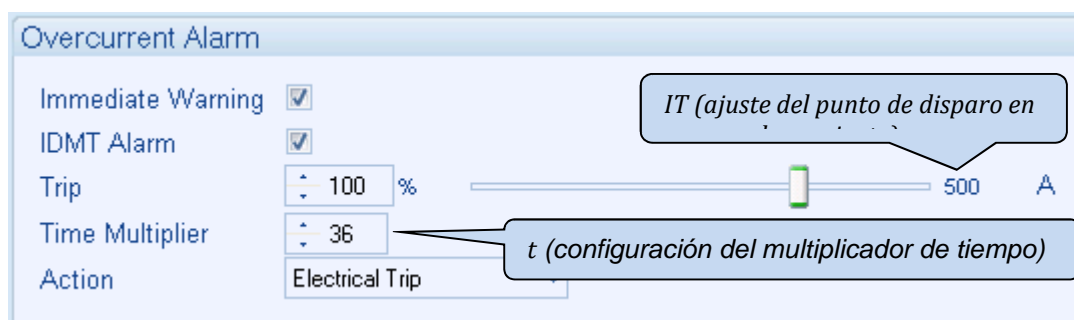 Overcurrent Alarm
Immediate Warning
IT (ajuste del punto de disparo en
IDMT Alarm
Trip 100 % 500 A
Time Multiplier 36
t (configuración del multiplicador de tiempo)
Action Electrical Trip